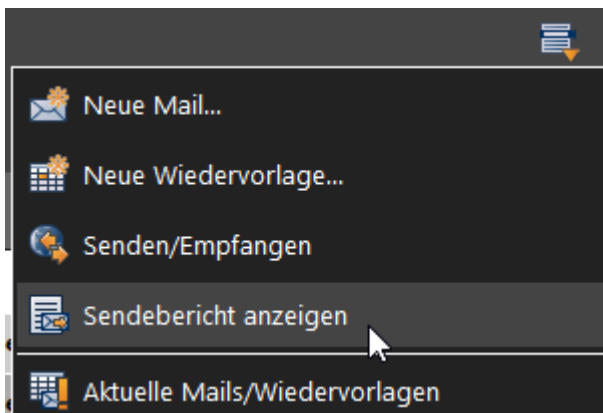 Neue Mail...
Neue Wiedervorlage...
Senden/Empfangen
Sendebericht anzeigen
Aktuelle Mails/Wiedervorlagen